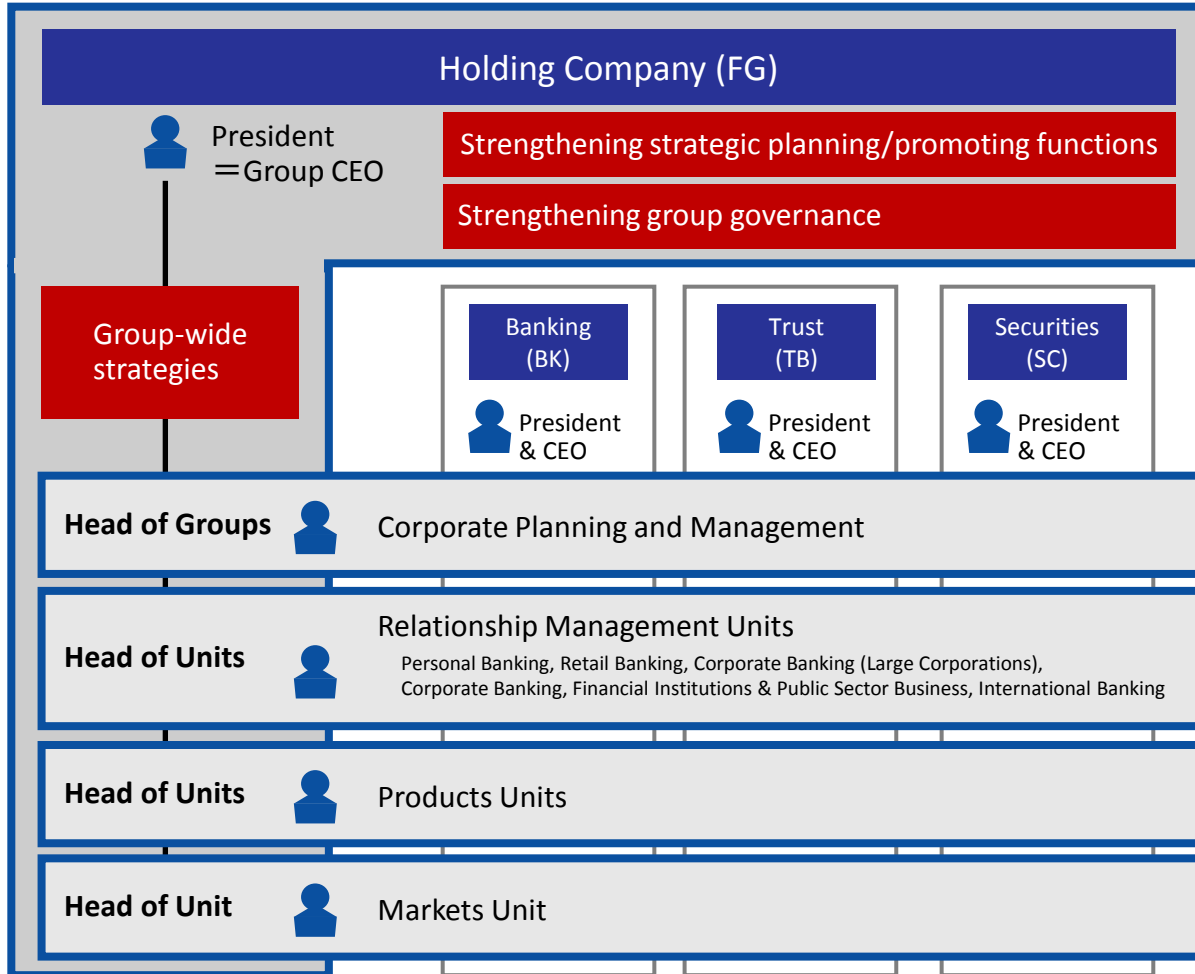 Holding Company (FG)
President
＝Group CEO
Strengthening strategic planning/promoting functions
Strengthening group governance
Group-wide
strategies
Banking
(BK)
President
& CEO
Trust
(TB)
President
& CEO
Securities
(SC)
President
& CEO
Head of Groups
Corporate Planning and Management
Head of Units
Relationship Management Units
Personal Banking, Retail Banking, Corporate Banking (Large Corporations),
Corporate Banking, Financial Institutions & Public Sector Business, International Banking
Head of Units
Products Units
Head of Unit
Markets Unit